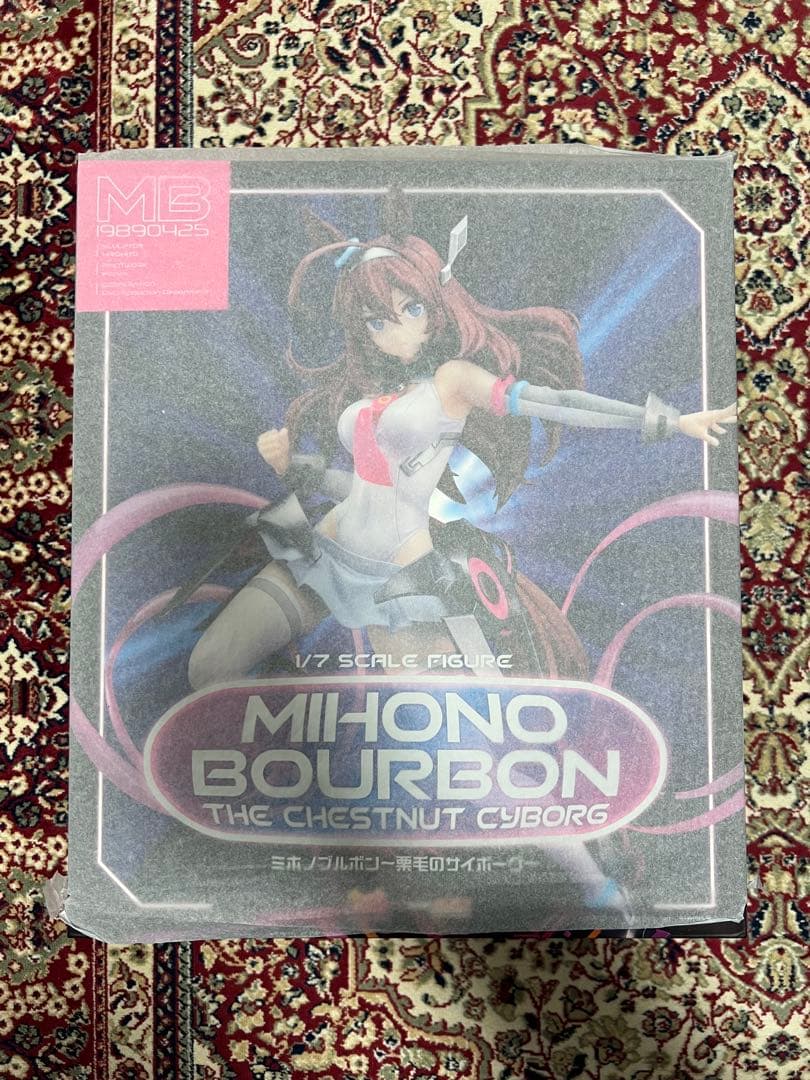 MB
19890425
SCULPTOR
1/7 SCALE FIGURE
MIHONO
BOURBON
THE CHESTNUT CYBORG
ミホノブルボン〜栗毛のサイボーグ〜